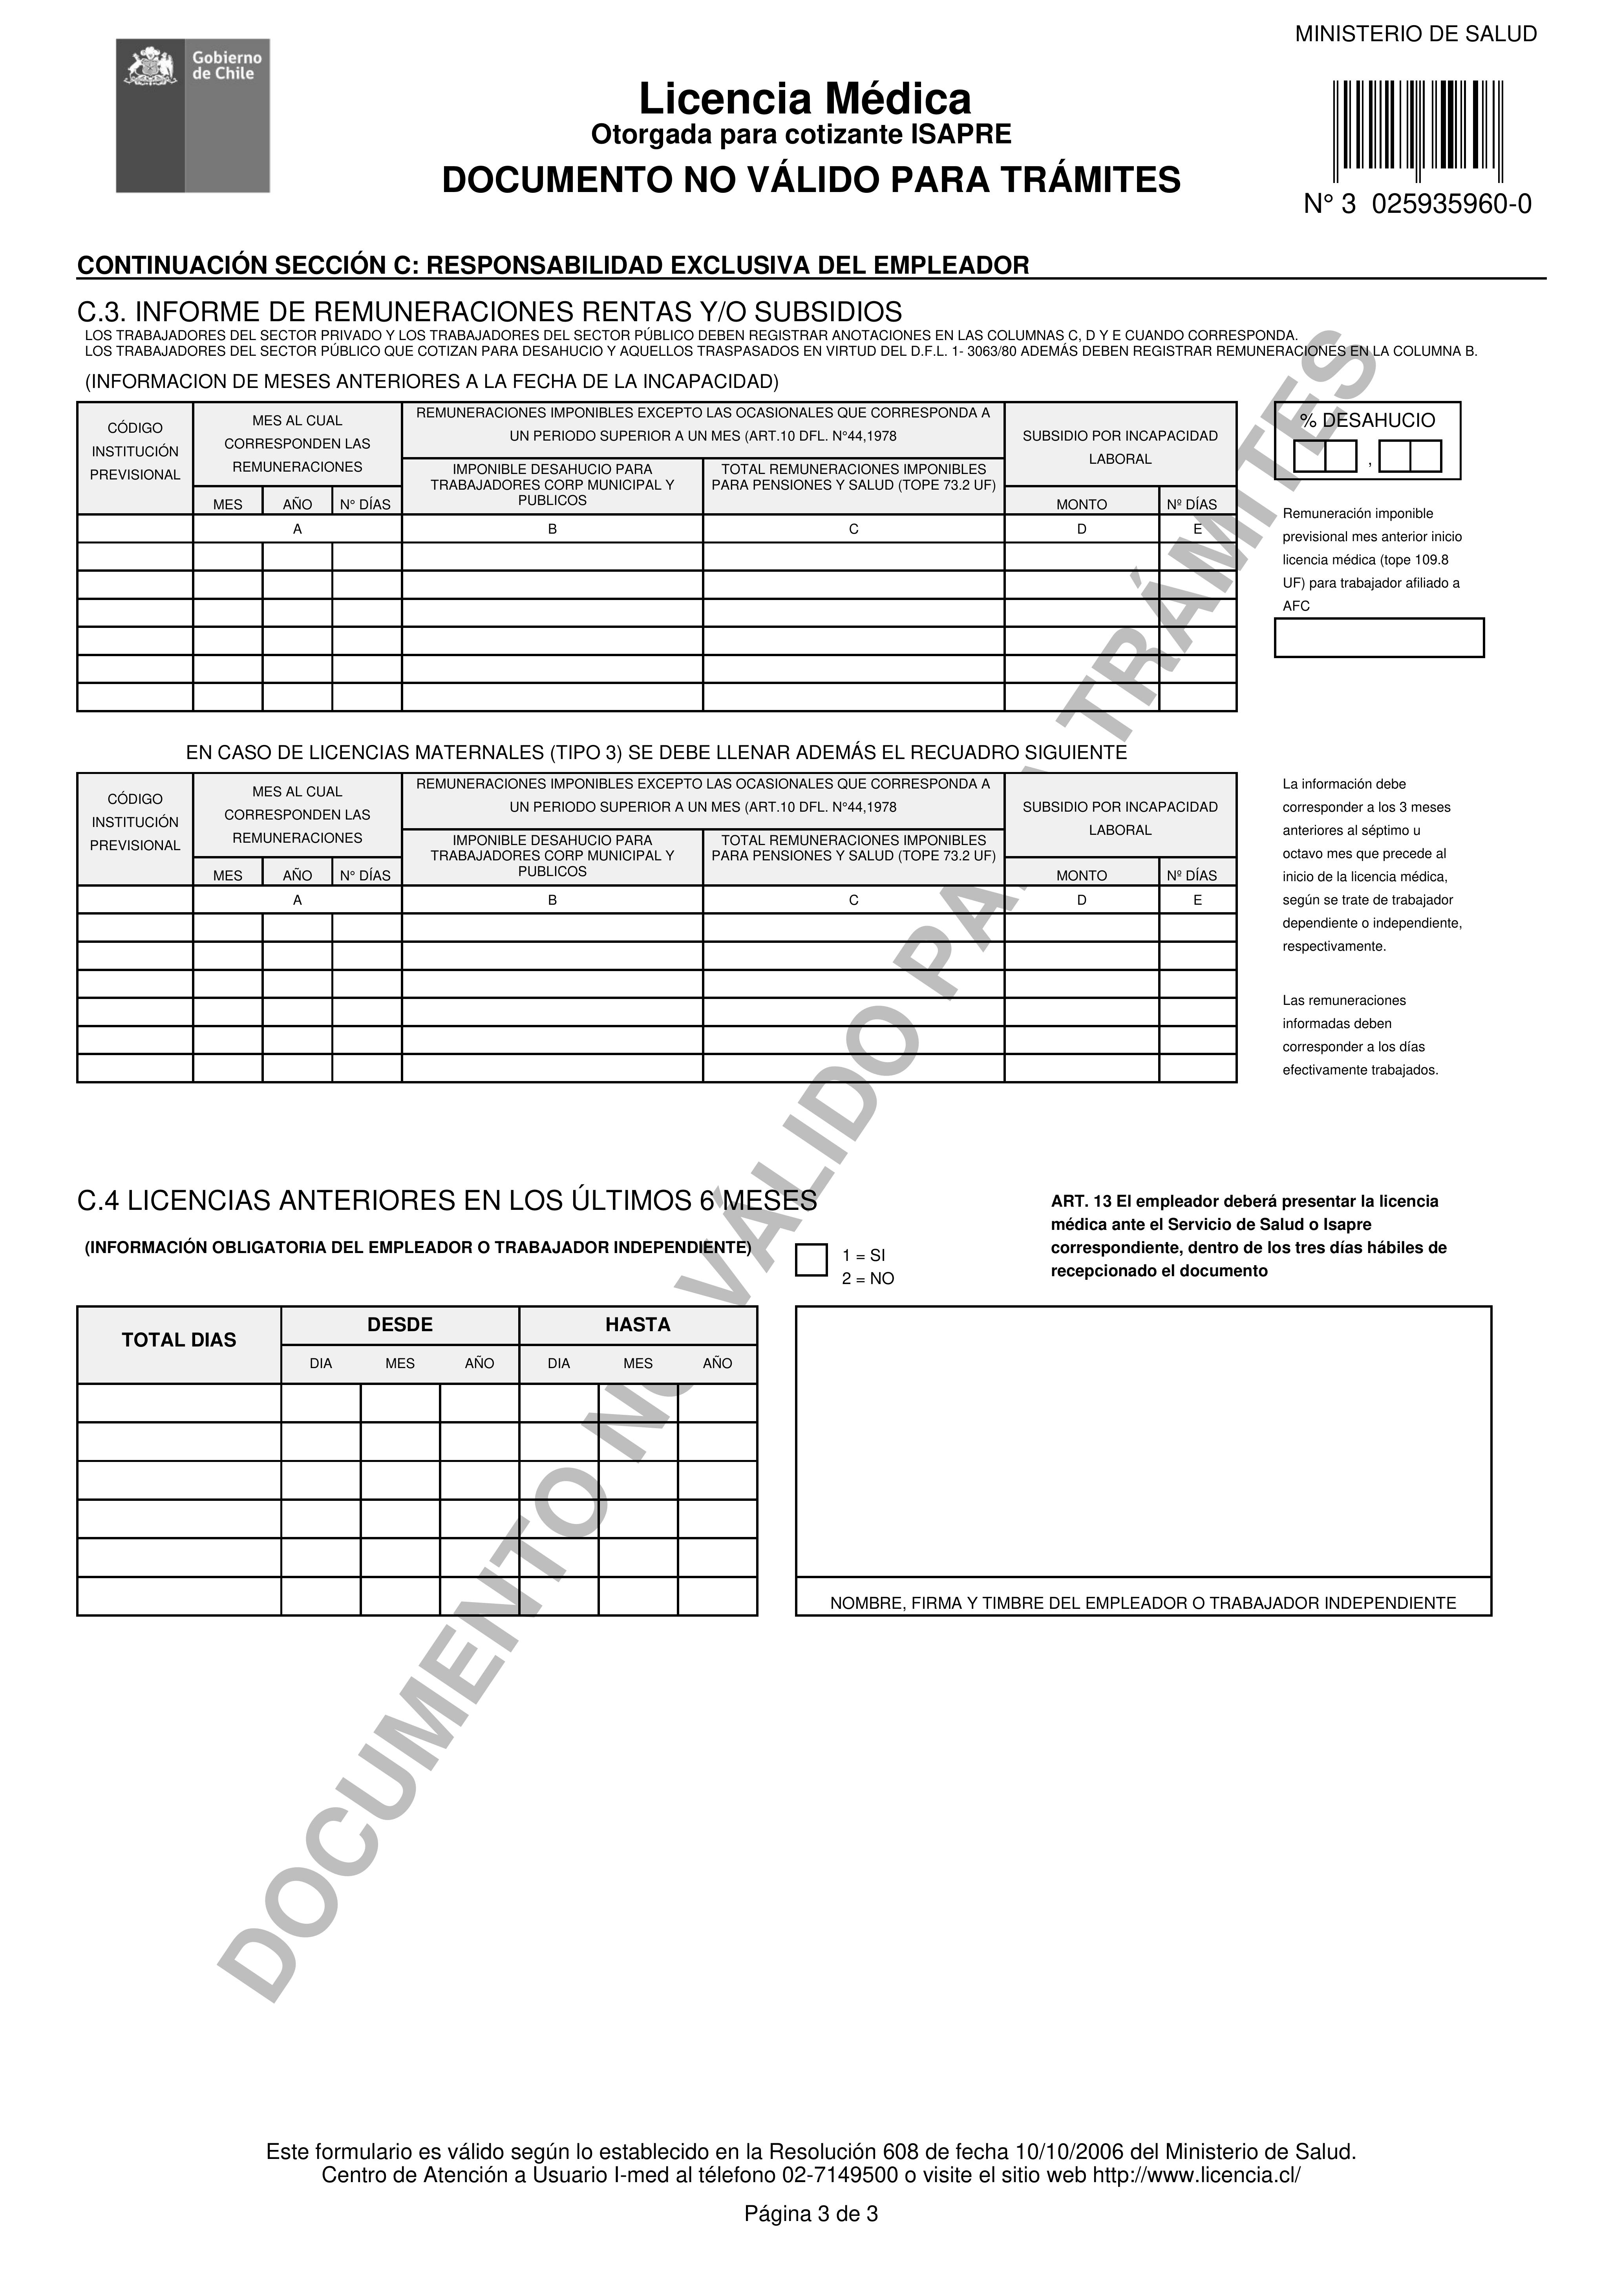 MINISTERIO DE SALUD
Gobierno
de Chile
Licencia Médica
Otorgada para cotizante ISAPRE
DOCUMENTO NO VÁLIDO PARA TRÁMITES
N° 3 025935960-0
CONTINUACIÓN SECCIÓN C: RESPONSABILIDAD EXCLUSIVA DEL EMPLEADOR
C.3. INFORME DE REMUNERACIONES RENTAS Y/O SUBSIDIOS
LOS TRABAJADORES DEL SECTOR PRIVADO Y LOS TRABAJADORES DEL SECTOR PÚBLICO DEBEN REGISTRAR ANOTACIONES EN LAS COLUMNAS C, D Y E CUANDO CORRESPONDA.
LOS TRABAJADORES DEL SECTOR PÚBLICO QUE COTIZAN PARA DESAHUCIO Y AQUELLOS TRASPASADOS EN VIRTUD DEL D.F.L. 1- 3063/80 ADEMÁS DEBEN REGISTRAR REMUNERACIONES EN LA COLUMNA B.
(INFORMACION DE MESES ANTERIORES A LA FECHA DE LA INCAPACIDAD)
CÓDIGO
INSTITUCIÓN
PREVISIONAL
MES AL CUAL
CORRESPONDEN LAS
REMUNERACIONES
REMUNERACIONES IMPONIBLES EXCEPTO LAS OCASIONALES QUE CORRESPONDA A
UN PERIODO SUPERIOR A UN MES (ART.10 DFL. N°44,1978
IMPONIBLE DESAHUCIO PARA
TRABAJADORES CORP MUNICIPAL Y
PUBLICOS
TOTAL REMUNERACIONES IMPONIBLES
PARA PENSIONES Y SALUD (TOPE 73.2 UF)
SUBSIDIO POR INCAPACIDAD
LABORAL
MES AÑO N° DÍAS MONTO Nº DÍAS
A B C D E
% DESAHUCIO
,
Remuneración imponible
previsional mes anterior inicio
licencia médica (tope 109.8
UF) para trabajador afiliado a
AFC
EN CASO DE LICENCIAS MATERNALES (TIPO 3) SE DEBE LLENAR ADEMÁS EL RECUADRO SIGUIENTE
CÓDIGO
INSTITUCIÓN
PREVISIONAL
MES AL CUAL
CORRESPONDEN LAS
REMUNERACIONES
REMUNERACIONES IMPONIBLES EXCEPTO LAS OCASIONALES QUE CORRESPONDA A
UN PERIODO SUPERIOR A UN MES (ART.10 DFL. N°44,1978
IMPONIBLE DESAHUCIO PARA
TRABAJADORES CORP MUNICIPAL Y
PUBLICOS
TOTAL REMUNERACIONES IMPONIBLES
PARA PENSIONES Y SALUD (TOPE 73.2 UF)
SUBSIDIO POR INCAPACIDAD
LABORAL
MES AÑO N° DÍAS MONTO Nº DÍAS
A B C D E
La información debe
corresponder a los 3 meses
anteriores al séptimo u
octavo mes que precede al
inicio de la licencia médica,
según se trate de trabajador
dependiente o independiente,
respectivamente.
Las remuneraciones
informadas deben
corresponder a los días
efectivamente trabajados.
C.4 LICENCIAS ANTERIORES EN LOS ÚLTIMOS 6 MESES
(INFORMACIÓN OBLIGATORIA DEL EMPLEADOR O TRABAJADOR INDEPENDIENTE)
1 = SI
2 = NO
ART. 13 El empleador deberá presentar la licencia
médica ante el Servicio de Salud o Isapre
correspondiente, dentro de los tres días hábiles de
recepcionado el documento
TOTAL DIAS
DESDE HASTA
DIA MES AÑO DIA MES AÑO
NOMBRE, FIRMA Y TIMBRE DEL EMPLEADOR O TRABAJADOR INDEPENDIENTE
DOCUMENTO NO VÁLIDO PARA TRÁMITES
Este formulario es válido según lo establecido en la Resolución 608 de fecha 10/10/2006 del Ministerio de Salud.
Centro de Atención a Usuario I-med al télefono 02-7149500 o visite el sitio web http://www.licencia.cl/
Página 3 de 3